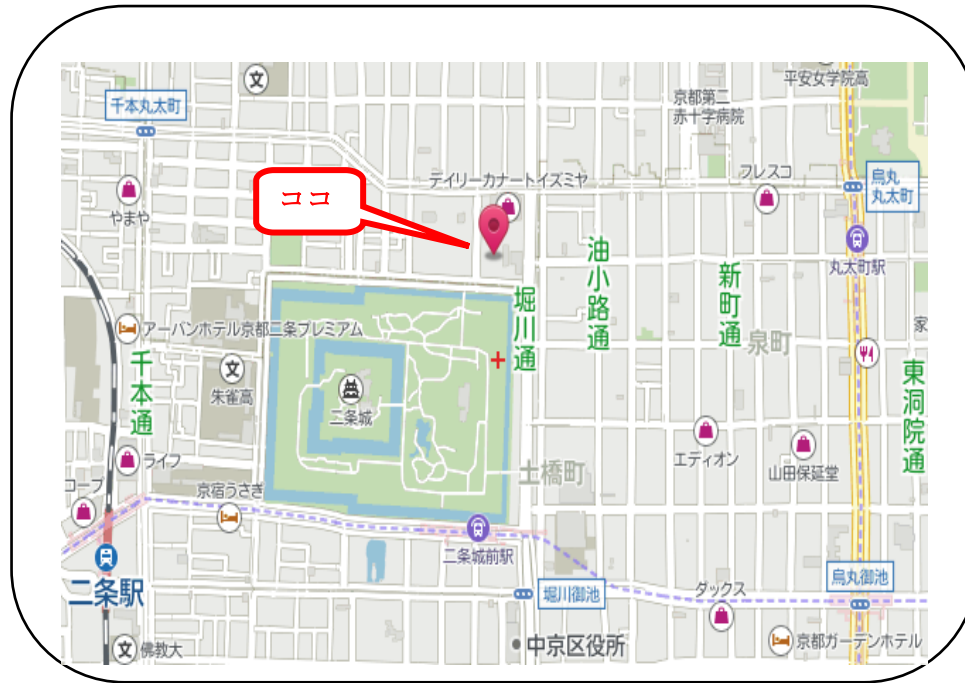 平安女学院高
文
千本丸太町
京都第二
赤十字病院
デイリーカナートイズミヤ
フレスコ
烏丸
丸太町
ココ
やまや
丸太町駅
油小路通
新町通
堀川通
アーバンホテル京都二条プレミアム
泉町
家
千本通
文
朱雀高
二条城
東洞院通
エディオン
山田保延堂
ライフ
土橋町
コープ
京宿うさぎ
二条城前駅
二条駅
堀川御池
ダックス
烏丸御池
文 佛教大
中京区役所
京都ガーデンホテル